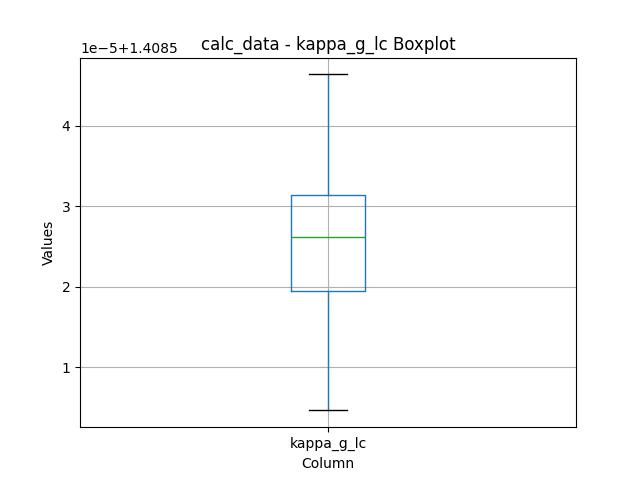 calc_data - kappa_g_lc Boxplot
1e−5+1.4085
4
3
2
1
Values
kappa_g_lc
Column